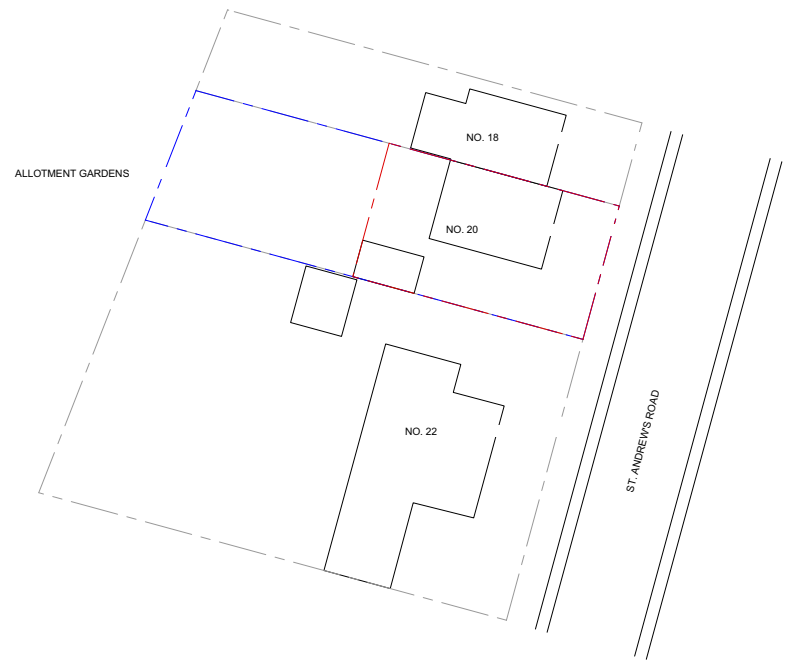 NO. 18
ALLOTMENT GARDENS
NO. 20
NO. 22
ST. ANDREW'S ROAD